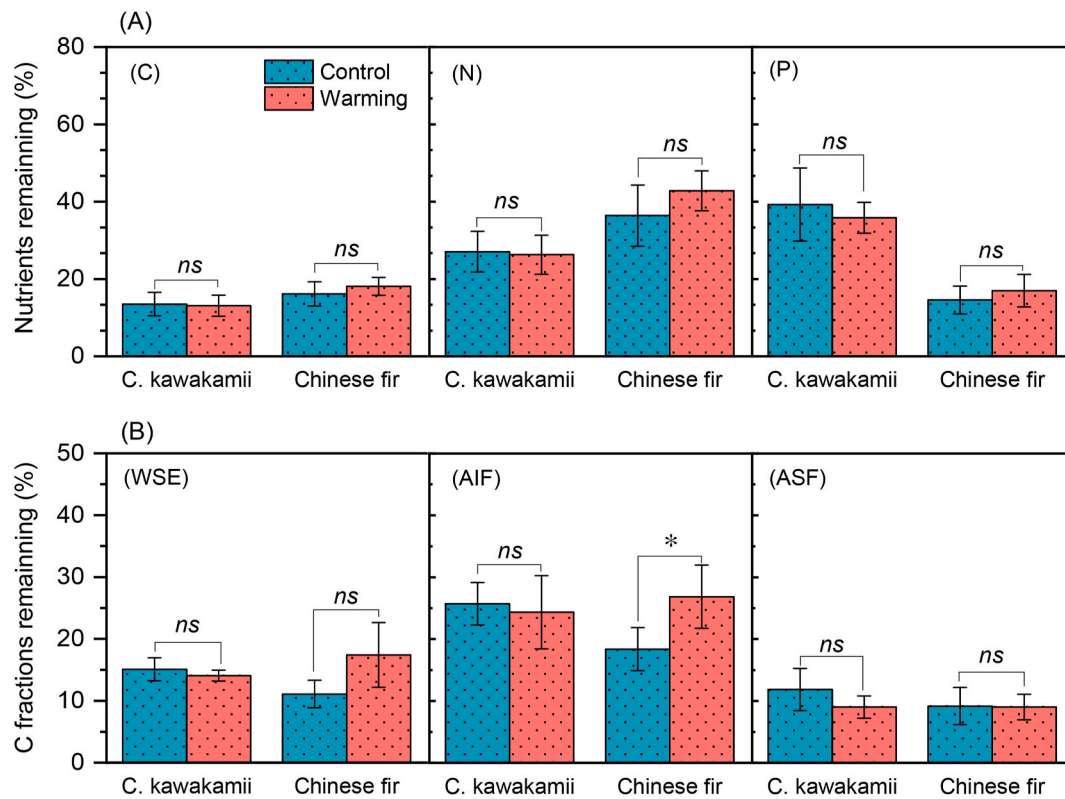 (A)
Nutrients remainning (%)
80
60
40
20
0
(C)
Control
Warming
(N)
(P)
ns
ns
ns
ns
ns
ns
C. kawakamii
Chinese fir
C. kawakamii
Chinese fir
C. kawakamii
Chinese fir
(B)
C fractions remainning (%)
50
40
30
20
10
0
(WSE)
(AIF)
(ASF)
ns
ns
ns
*
ns
ns
C. kawakamii
Chinese fir
C. kawakamii
Chinese fir
C. kawakamii
Chinese fir